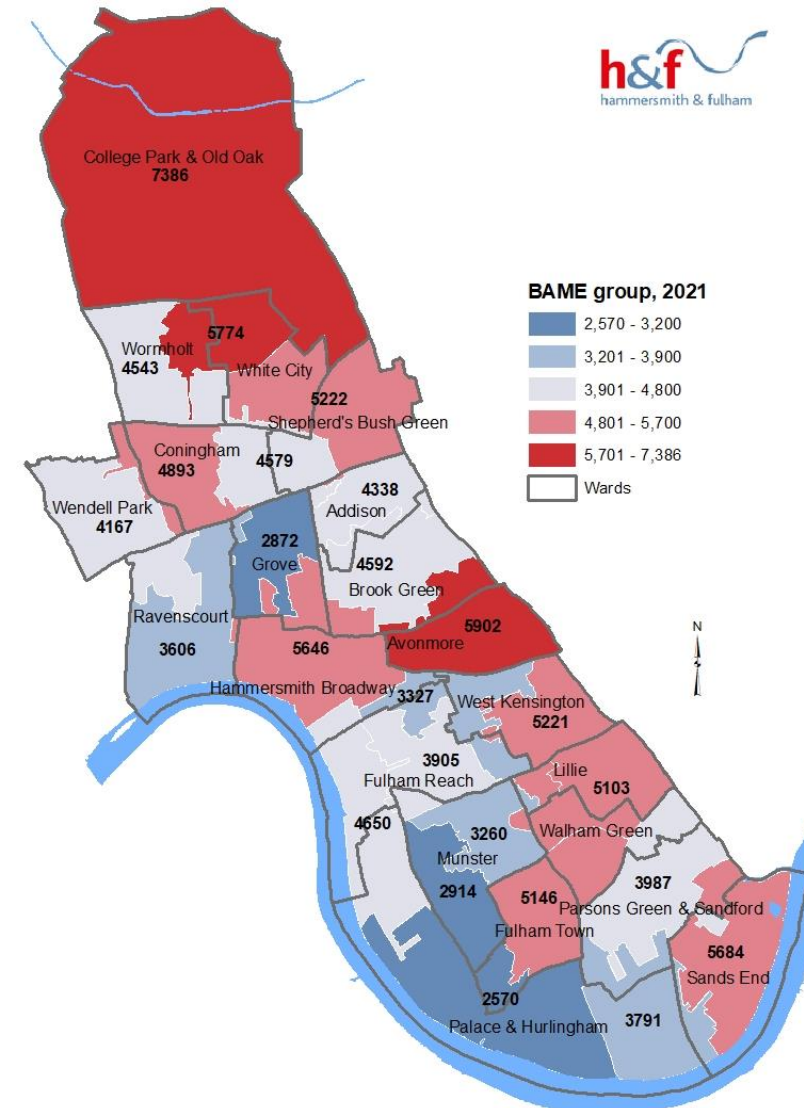 h&f
hammersmith & fulham
College Park & Old Oak
7386
BAME group, 2021
2,570 - 3,200
3,201 - 3,900
3,901 - 4,800
4,801 - 5,700
5,701 - 7,386
Wards
5774
Wormholt
4543
White City
5222
Shepherd's Bush Green
Coningham
4893
4579
Wendell Park
4167
4338
Addison
2872
Grove
4592
Brook Green
Ravenscourt
3606
5902
Avonmore
N
5646
Hammersmith Broadway
3327
West Kensington
5221
3905
Fulham Reach
Lillie
5103
4650
3260
Munster
Walham Green
2914
5146
Fulham Town
3987
Parsons Green & Sandford
5684
Sands End
2570
Palace & Hurlingham
3791